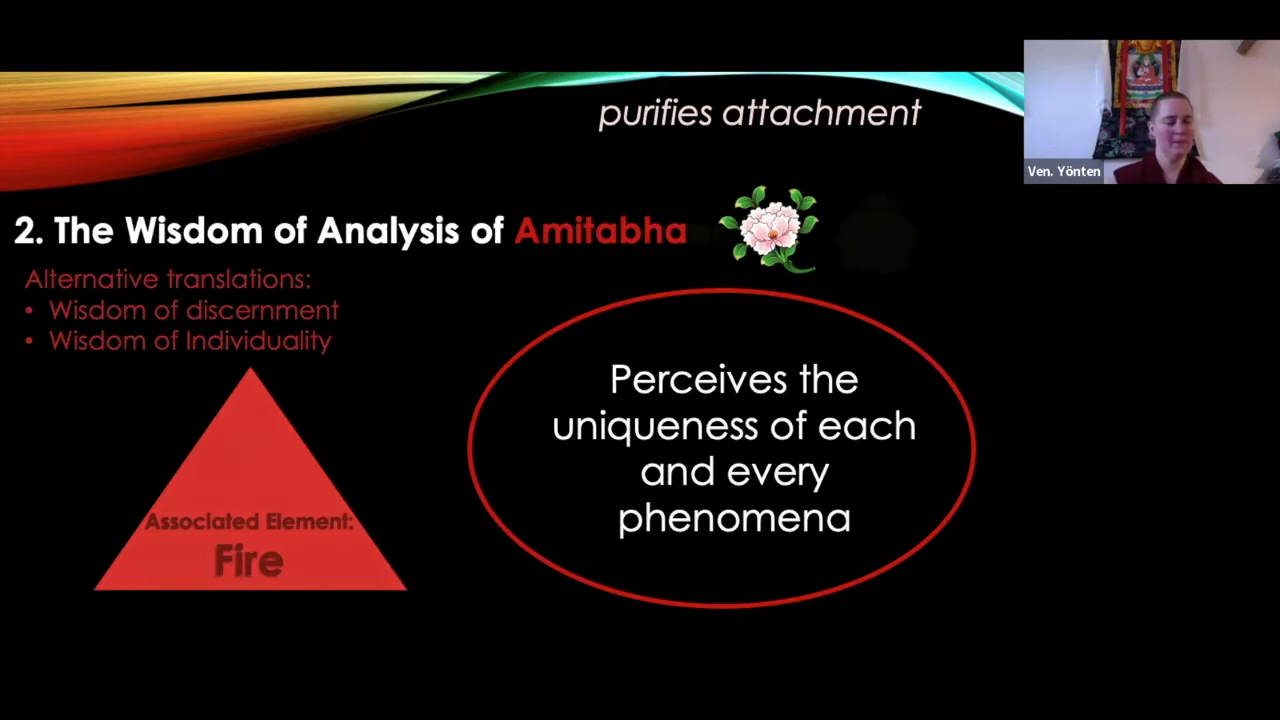 purifies attachment
Ven. Yönten
2. The Wisdom of Analysis of Amitabha
Alternative translations:
• Wisdom of discernment
• Wisdom of Individuality
Perceives the
uniqueness of each
and every
phenomena
Associated Element:
Fire